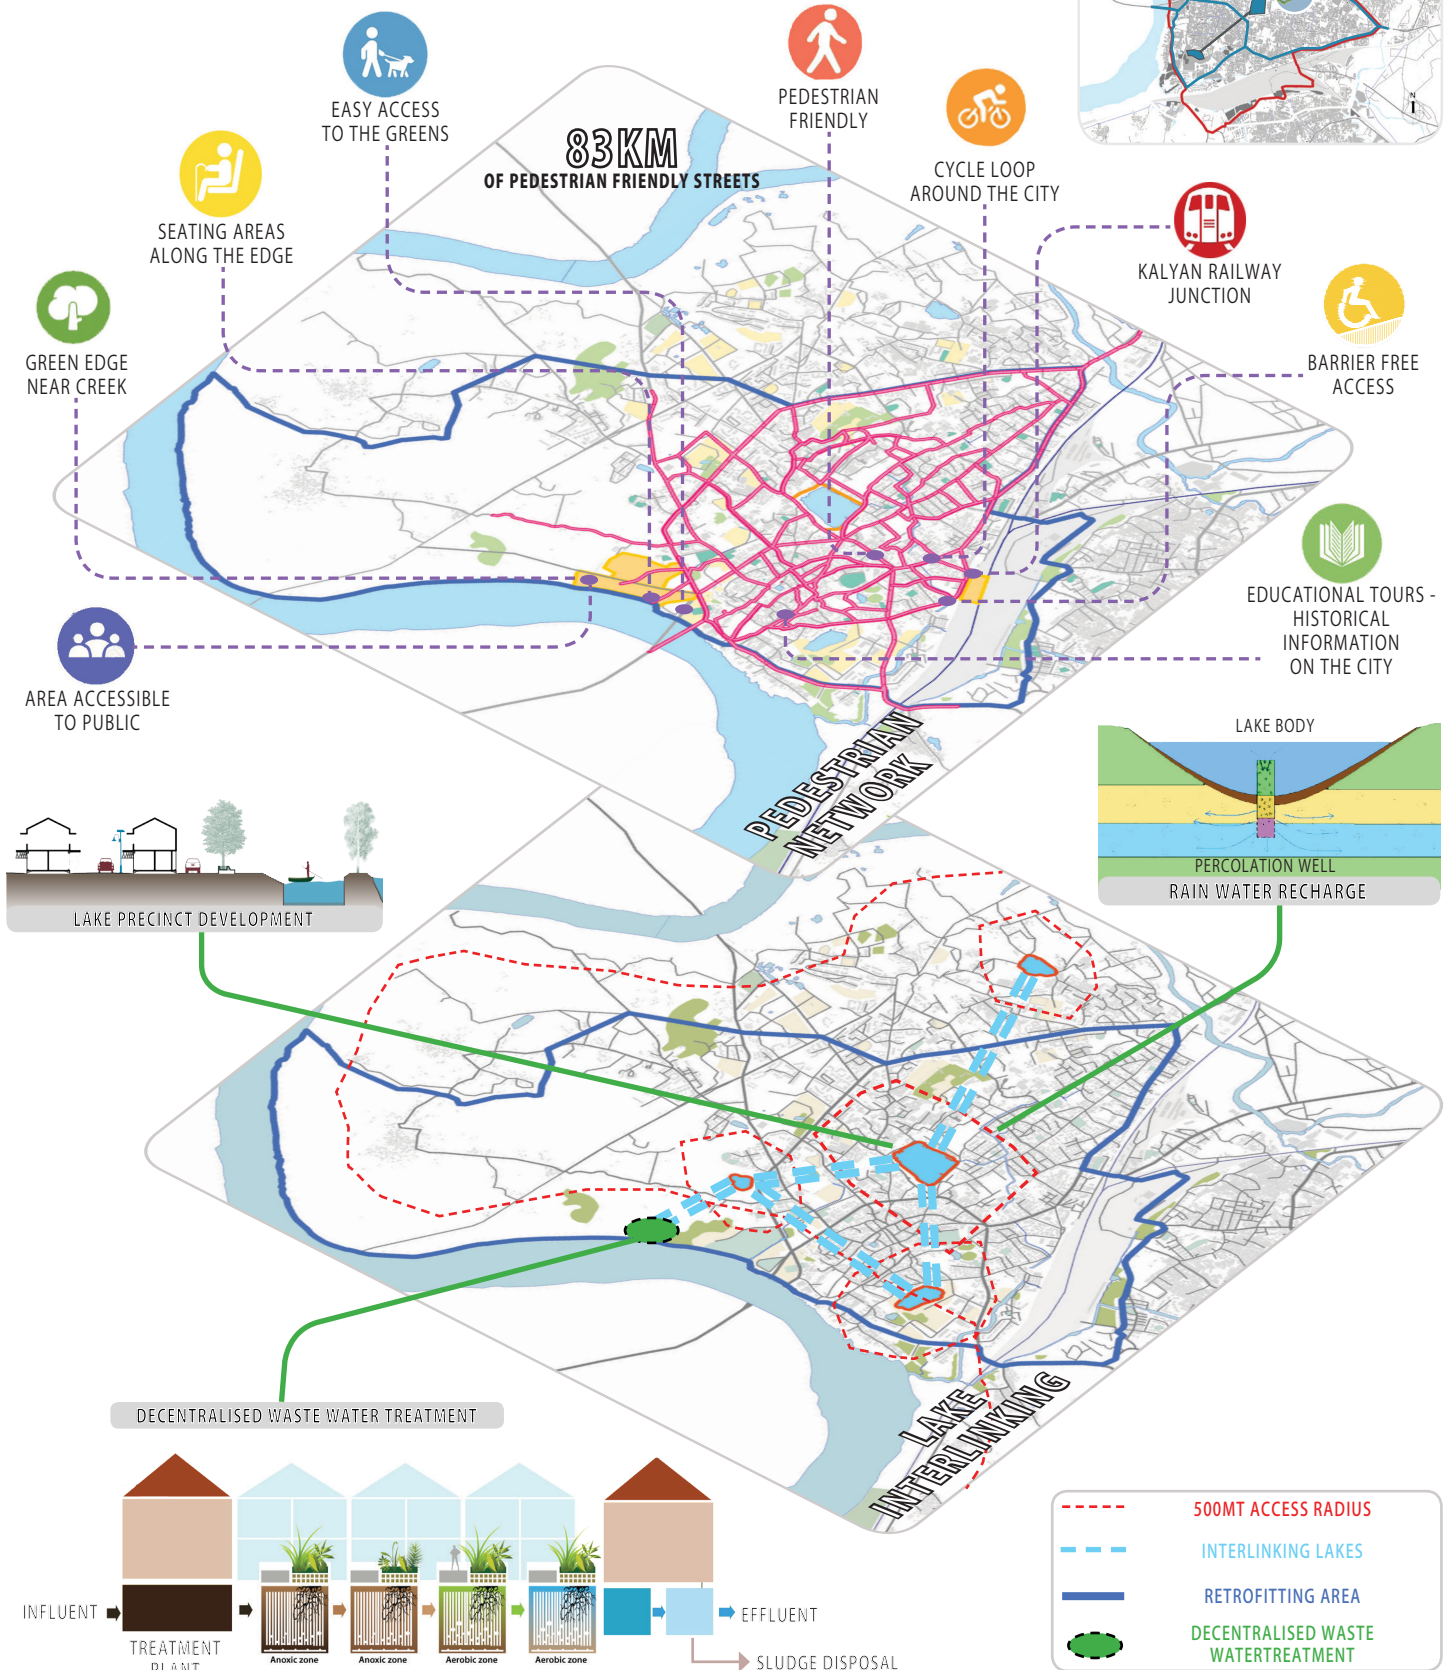 N
EASY ACCESS
TO THE GREENS
PEDESTRIAN
FRIENDLY
83KM
OF PEDESTRIAN FRIENDLY STREETS
CYCLE LOOP
AROUND THE CITY
SEATING AREAS
ALONG THE EDGE
KALYAN RAILWAY
JUNCTION
GREEN EDGE
NEAR CREEK
BARRIER FREE
ACCESS
EDUCATIONAL TOURS -
HISTORICAL
INFORMATION
ON THE CITY
AREA ACCESSIBLE
TO PUBLIC
PEDESTRIAN
NETWORK
LAKE BODY
PERCOLATION WELL
RAIN WATER RECHARGE
LAKE PRECINCT DEVELOPMENT
LAKE
INTERLINKING
DECENTRALISED WASTE WATER TREATMENT
INFLUENT
TREATMENT
PLANT
Anoxic zone
Anoxic zone
Aerobic zone
Aerobic zone
EFFLUENT
SLUDGE DISPOSAL
500MT ACCESS RADIUS
INTERLINKING LAKES
RETROFITTING AREA
DECENTRALISED WASTE
WATERTREATMENT